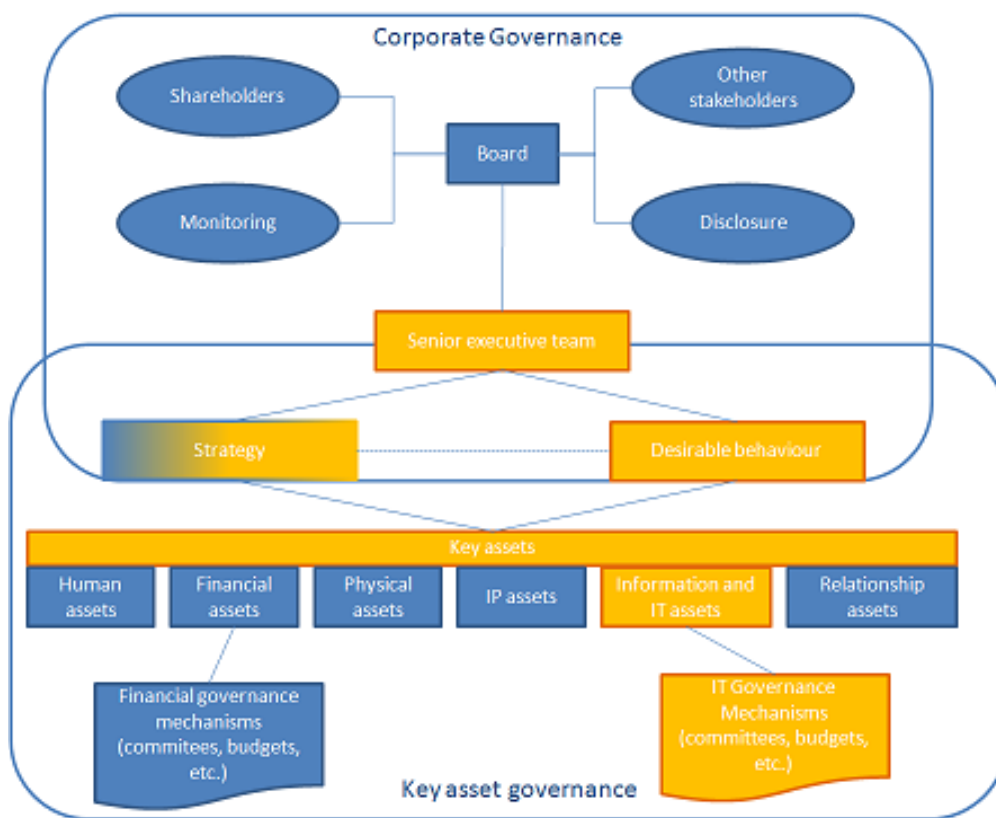 Corporate Governance
Shareholders
Other
stakeholders
Board
Monitoring
Disclosure
Senior executive team
Strategy
Desirable behaviour
Key assets
Human
assets
Financial
assets
Physical
assets
IP assets
Information and
IT assets
Relationship
assets
Financial governance
mechanisms
(commitees, budgets,
etc.)
IT Governance
Mechanisms
(committees, budgets,
etc.)
Key asset governance